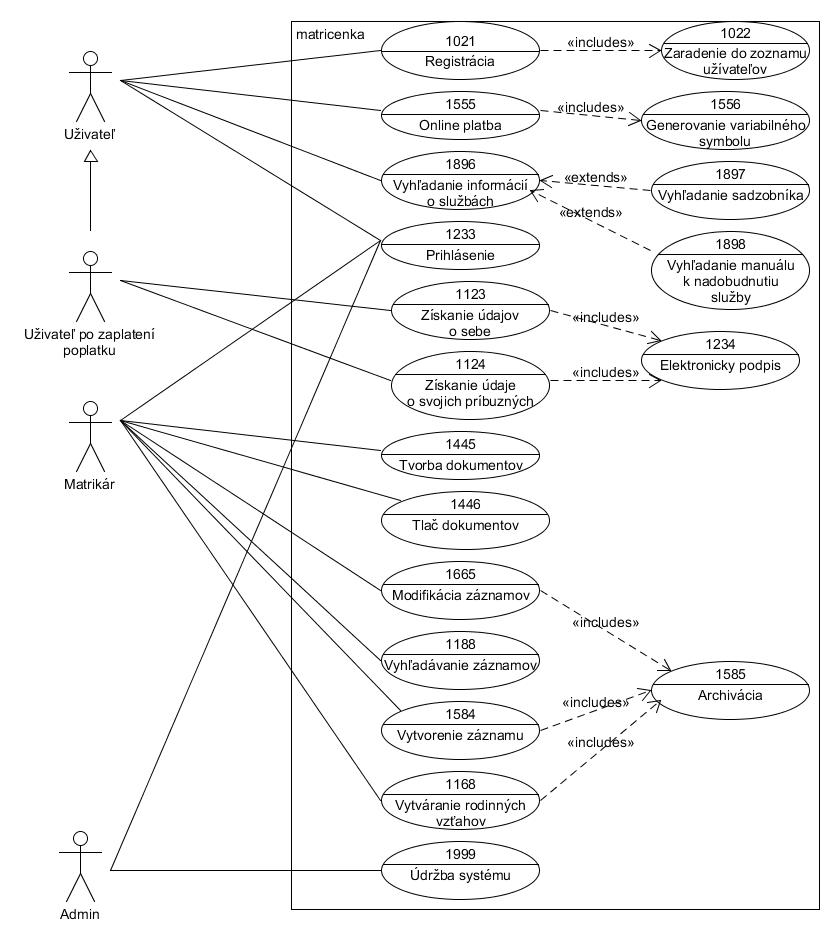 matricenka
1021
Registrácia
«includes»
1022
Zaradenie do zoznamu
užívateľov
Uživateľ
1555
Online platba
«includes»
1556
Generovanie variabilného
symbolu
1896
Vyhľadanie informácií
o službách
«extends»
1897
Vyhľadanie sadzobníka
«extends»
1233
Prihlásenie
1898
Vyhľadanie manuálu
k nadobudnutiu
služby
Uživateľ po zaplatení
poplatku
1123
Získanie údajov
o sebe
«includes»
1234
Elektronicky podpis
1124
Získanie údaje
o svojich príbuzných
«includes»
Matrikár
1445
Tvorba dokumentov
1446
Tlač dokumentov
1665
Modifikácia záznamov
«includes»
1188
Vyhľadávanie záznamov
1585
Archivácia
1584
Vytvorenie záznamu
«includes»
«includes»
1168
Vytváranie rodinných
vzťahov
1999
Údržba systému
Admin